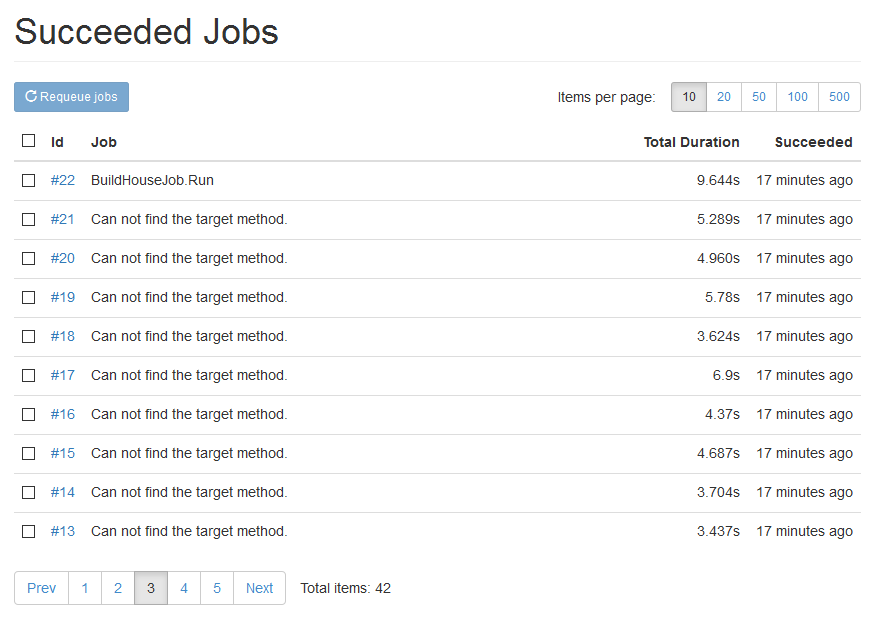 Succeeded Jobs
Requeue jobs Items per page: 10 20 50 100 500
Id Job Total Duration Succeeded
#22 BuildHouseJob.Run 9.644s 17 minutes ago
#21 Can not find the target method. 5.289s 17 minutes ago
#20 Can not find the target method. 4.960s 17 minutes ago
#19 Can not find the target method. 5.78s 17 minutes ago
#18 Can not find the target method. 3.624s 17 minutes ago
#17 Can not find the target method. 6.9s 17 minutes ago
#16 Can not find the target method. 4.37s 17 minutes ago
#15 Can not find the target method. 4.687s 17 minutes ago
#14 Can not find the target method. 3.704s 17 minutes ago
#13 Can not find the target method. 3.437s 17 minutes ago
Prev 1 2 3 4 5 Next Total items: 42